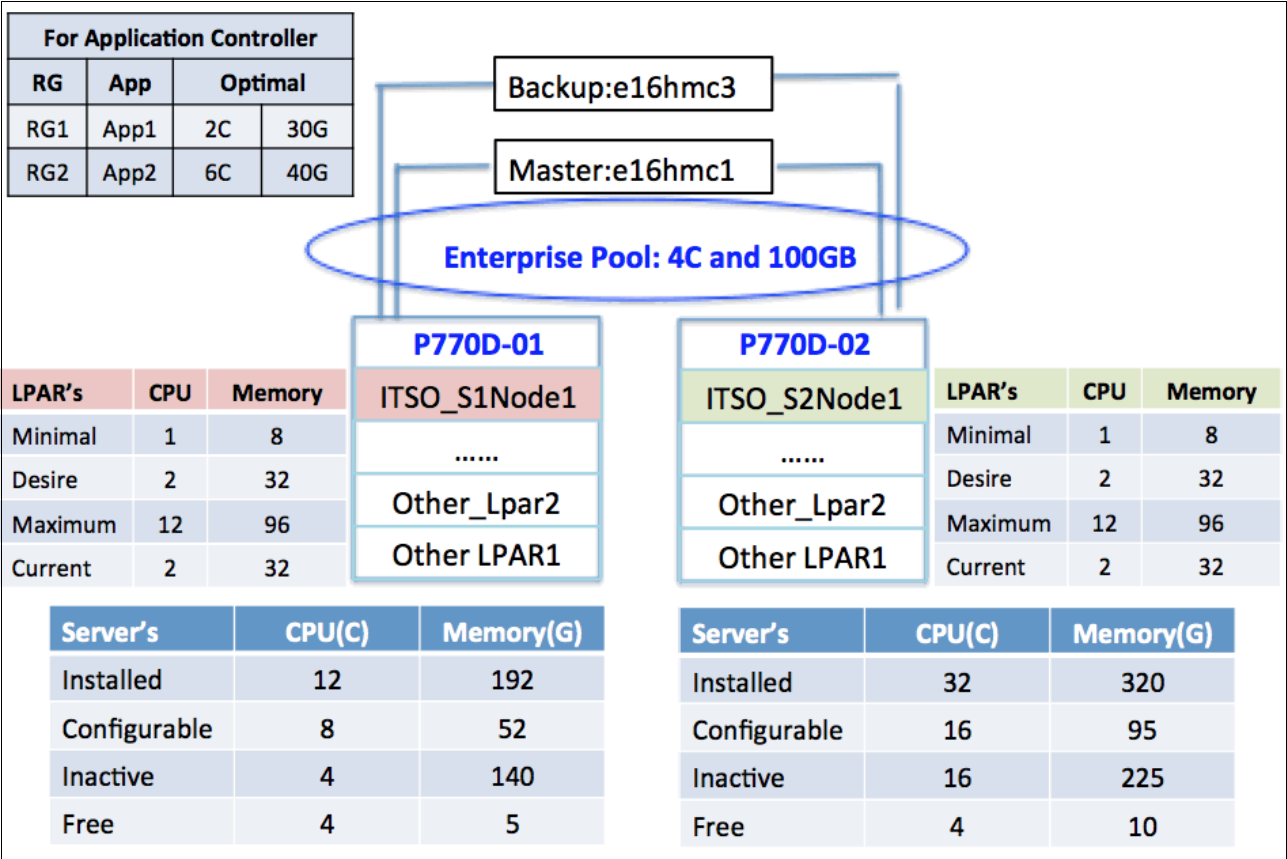 For Application Controller
RG App Optimal
RG1 App1 2C 30G
RG2 App2 6C 40G
Backup:e16hmc3
Master:e16hmc1
Enterprise Pool: 4C and 100GB
P770D-01
ITSO_S1Node1
......
Other_Lpar2
Other LPAR1
P770D-02
ITSO_S2Node1
......
Other_Lpar2
Other LPAR1
LPAR’s CPU Memory
Minimal 1 8
Desire 2 32
Maximum 12 96
Current 2 32
LPAR’s CPU Memory
Minimal 1 8
Desire 2 32
Maximum 12 96
Current 2 32
Server’s CPU(C) Memory(G)
Installed 12 192
Configurable 8 52
Inactive 4 140
Free 4 5
Server’s CPU(C) Memory(G)
Installed 32 320
Configurable 16 95
Inactive 16 225
Free 4 10